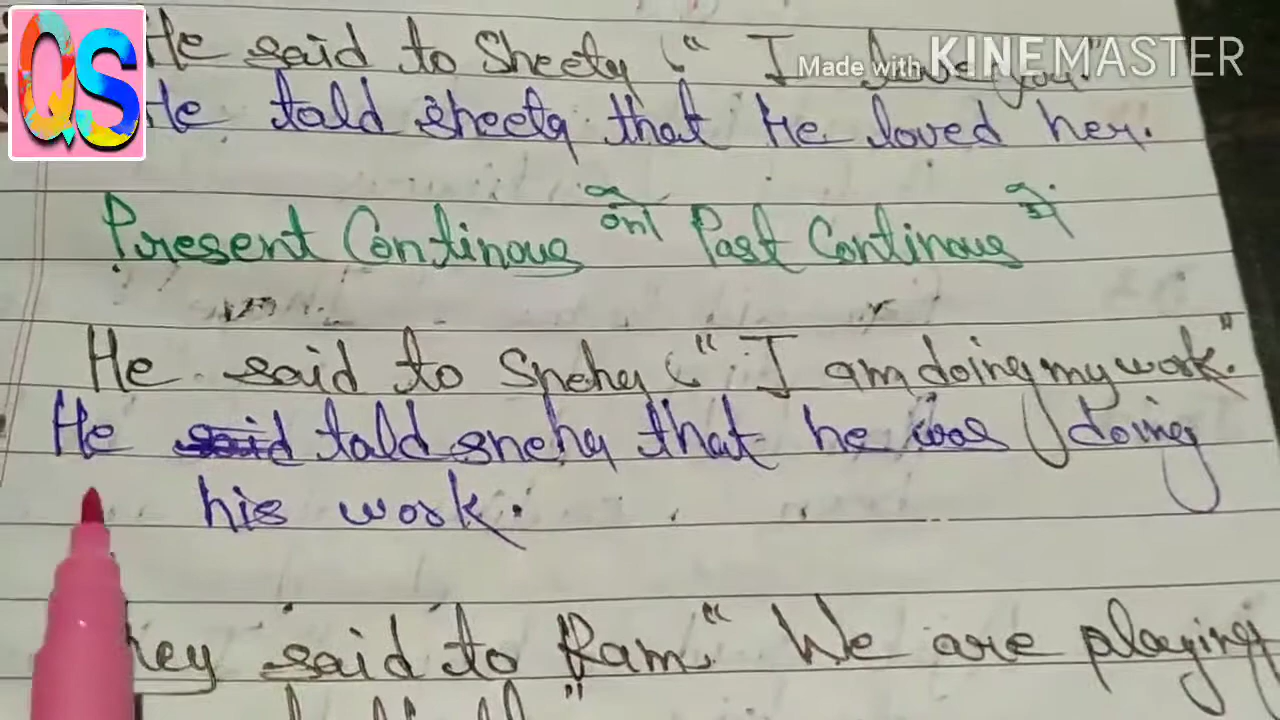 QS
He said to Sheety, "I love you."
Made with KINEMASTER
He told sheeta that He loved her.
Present Continous का Past Continous में
He said to Sneha, "I am doing my work."
He said told sneha that he was doing
his work.
hey said to Ram" We are playing